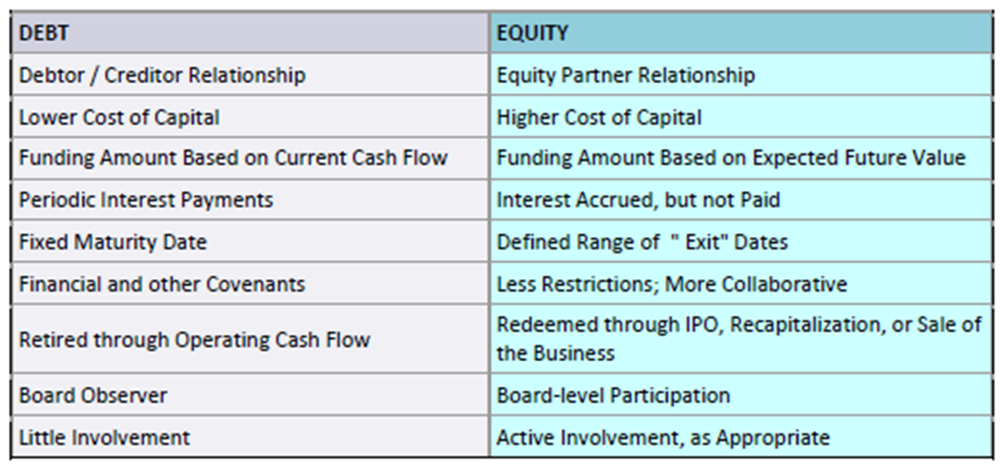 DEBT
EQUITY
Debtor / Creditor Relationship
Equity Partner Relationship
Lower Cost of Capital
Higher Cost of Capital
Funding Amount Based on Current Cash Flow
Funding Amount Based on Expected Future Value
Periodic Interest Payments
Interest Accrued, but not Paid
Fixed Maturity Date
Defined Range of  " Exit" Dates
Financial and other Covenants
Less Restrictions; More Collaborative
Retired through Operating Cash Flow
Redeemed through IPO, Recapitalization, or Sale of
the Business
Board Observer
Board-level Participation
Little Involvement
Active Involvement, as Appropriate